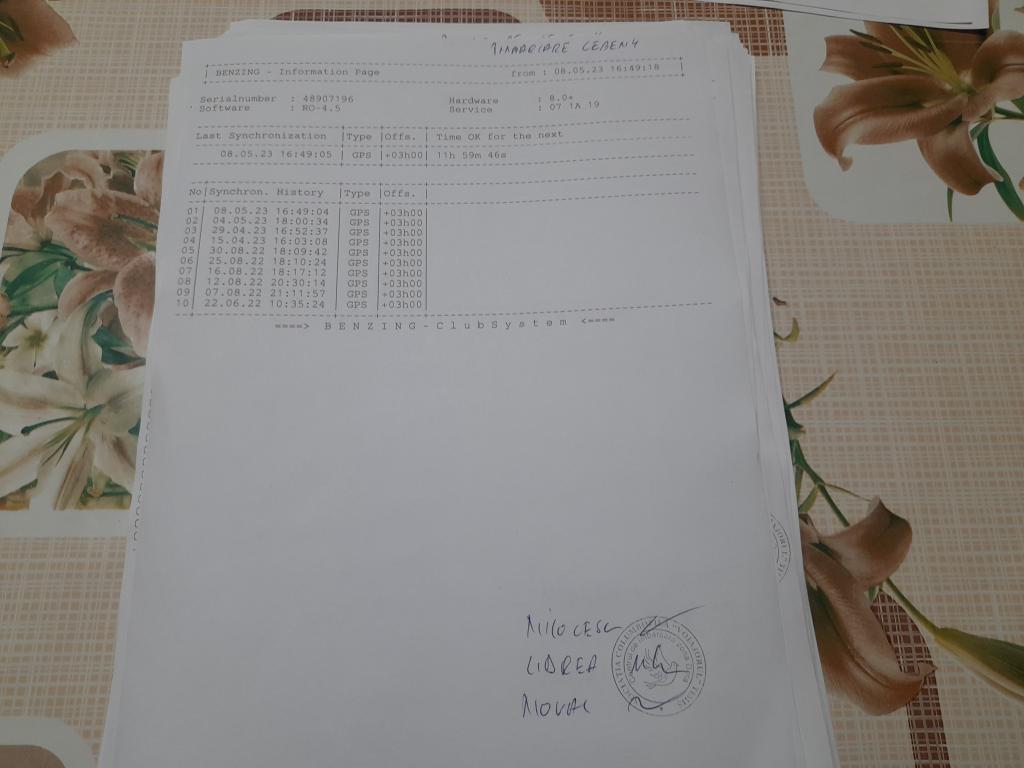 LEBENY
BENZING - Information Page from : 08.05.23 16:49:18
Serialnumber : 48907196 Hardware : 8.0+
Software : RO-4.5 Service : 07 1A 19
Last Synchronization |Type |Offs. | Time OK for the next
08.05.23 16:49:05 | GPS |+03h00| 11h 59m 46s
No|Synchron. History |Type |Offs. |
01| 08.05.23 16:49:04 | GPS |+03h00|
02| 04.05.23 18:00:34 | GPS |+03h00|
03| 29.04.23 16:52:37 | GPS |+03h00|
04| 15.04.23 16:03:08 | GPS |+03h00|
05| 30.08.22 18:09:42 | GPS |+03h00|
06| 25.08.22 18:10:24 | GPS |+03h00|
07| 16.08.22 18:17:12 | GPS |+03h00|
08| 12.08.22 20:30:14 | GPS |+03h00|
09| 07.08.22 21:11:57 | GPS |+03h00|
10| 22.06.22 10:35:24 | GPS |+03h00|
====> B E N Z I N G - C l u b S y s t e m <====